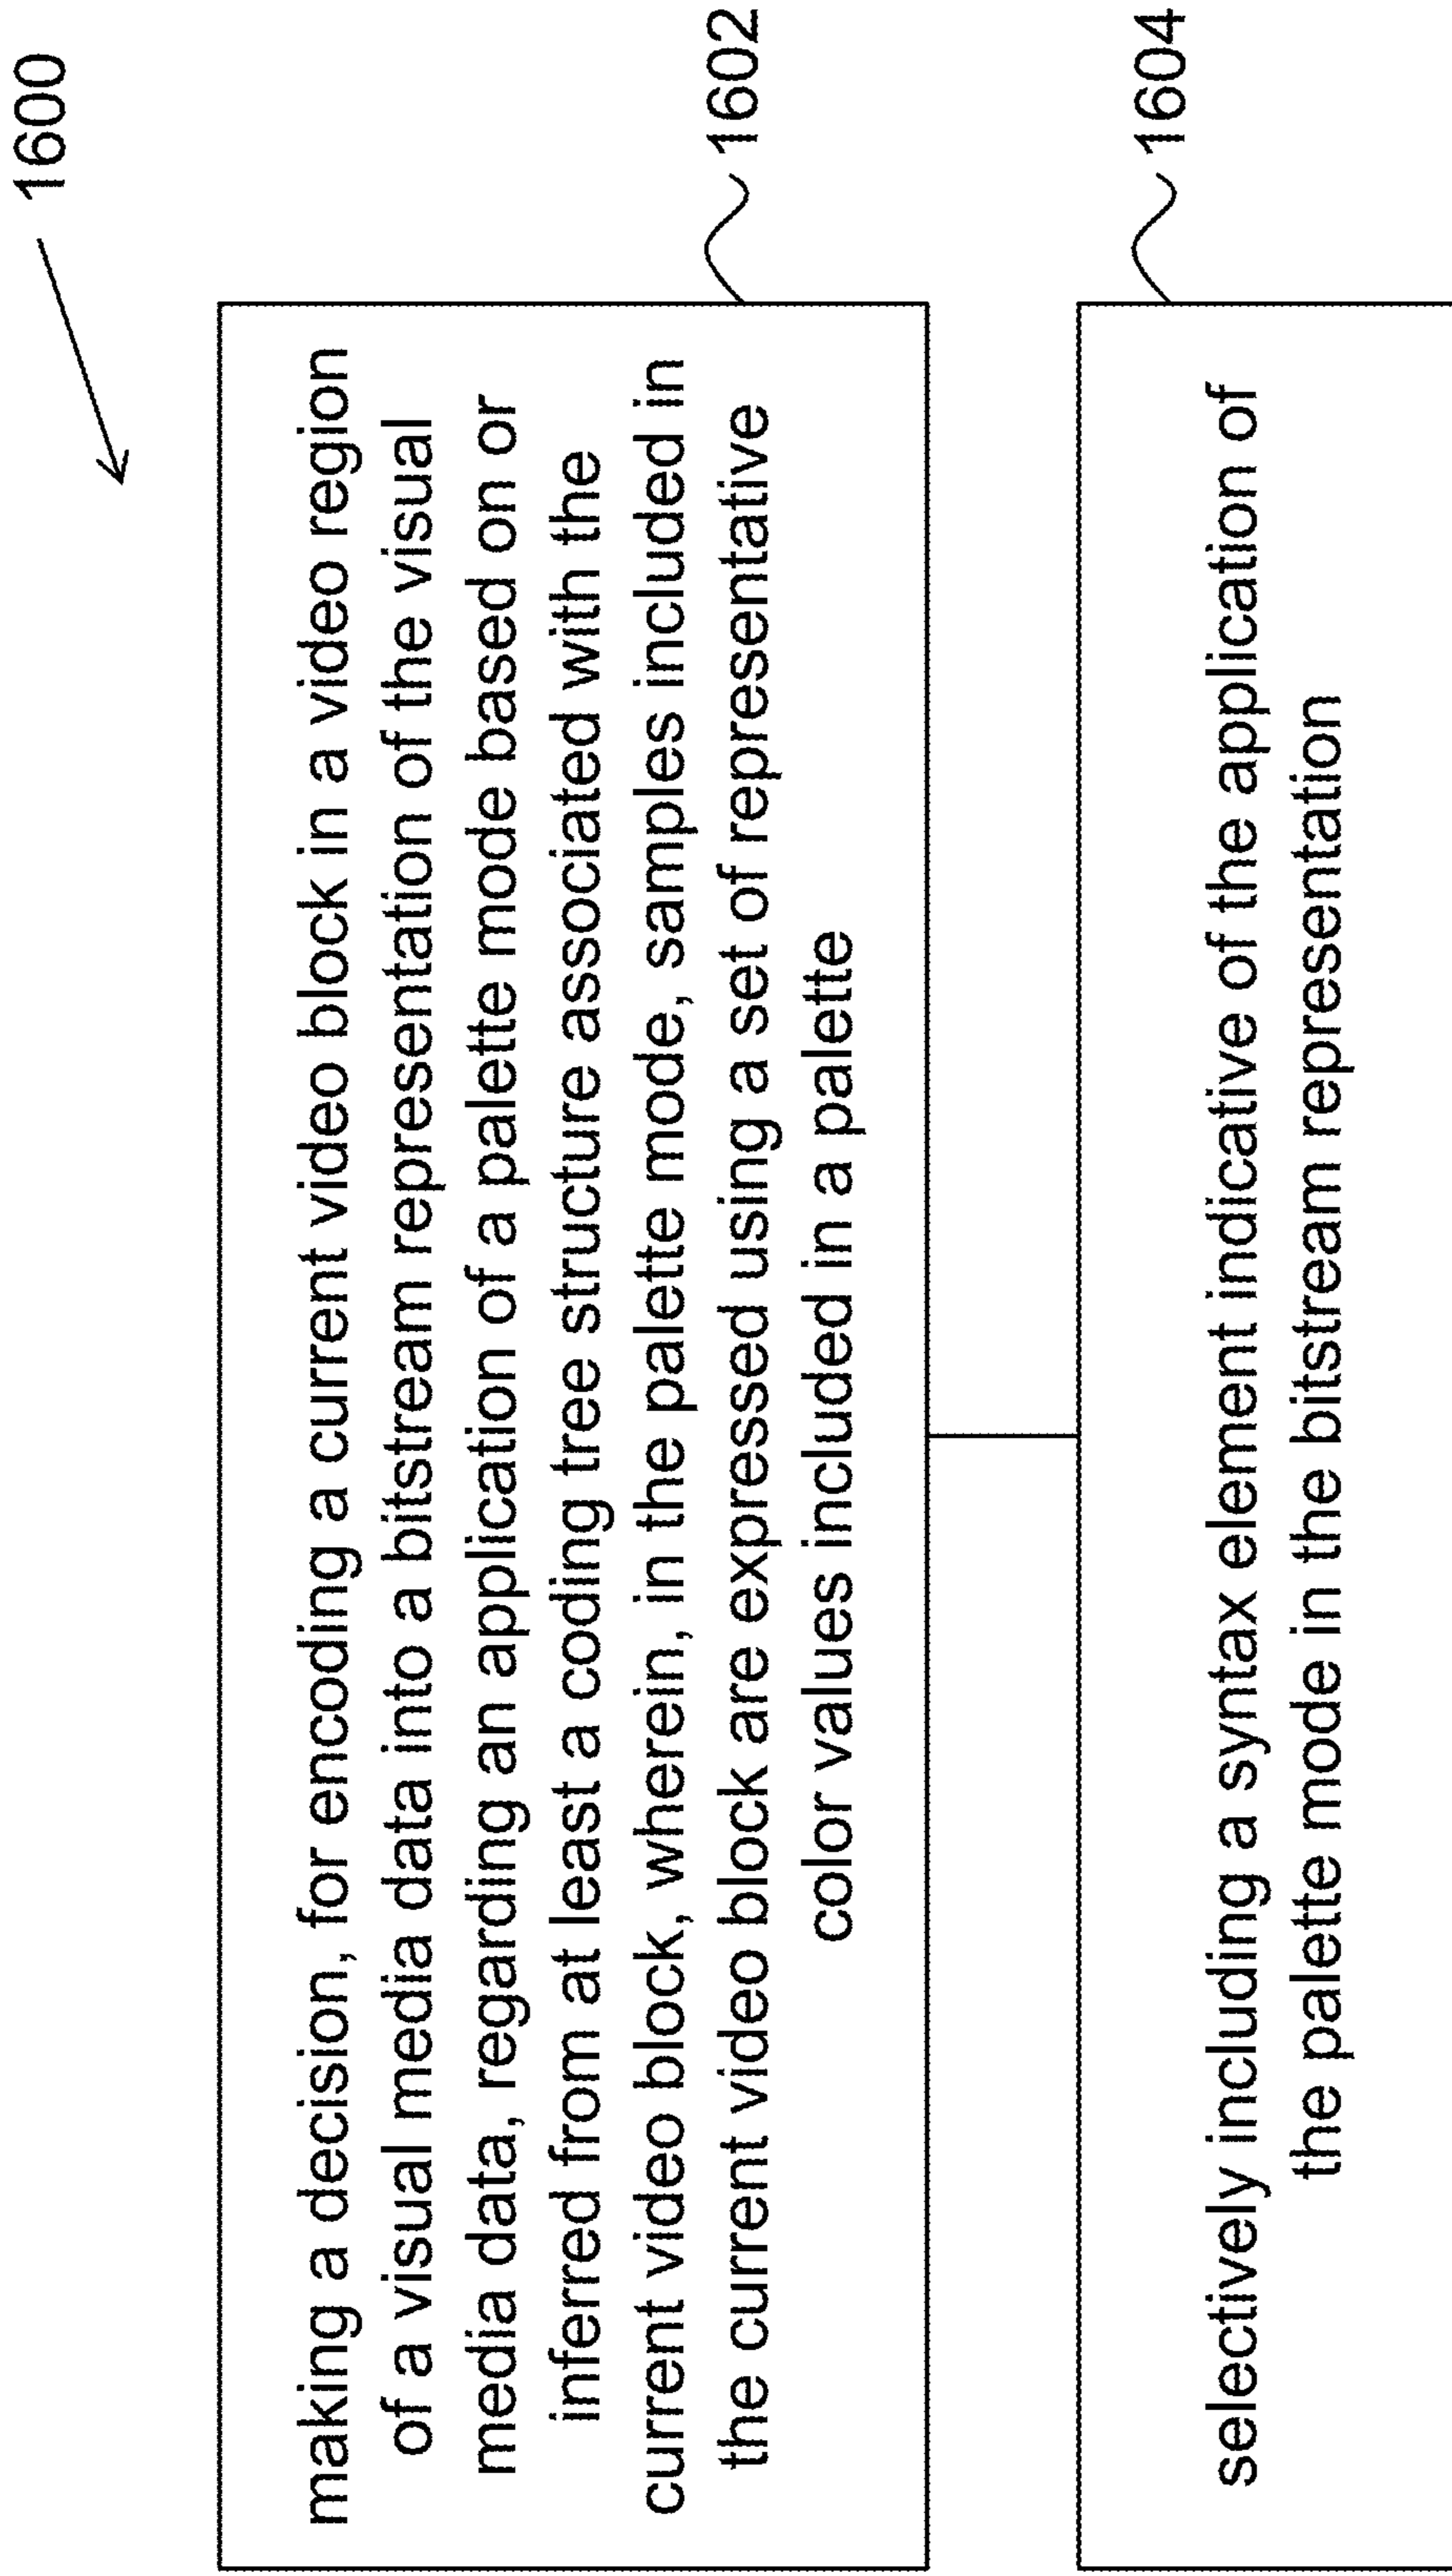 1600
making a decision, for encoding a current video block in a video region
of a visual media data into a bitstream representation of the visual
media data, regarding an application of a palette mode based on or
inferred from at least a coding tree structure associated with the
current video block, wherein, in the palette mode, samples included in
the current video block are expressed using a set of representative
color values included in a palette
1602
selectively including a syntax element indicative of the application of
the palette mode in the bitstream representation
1604